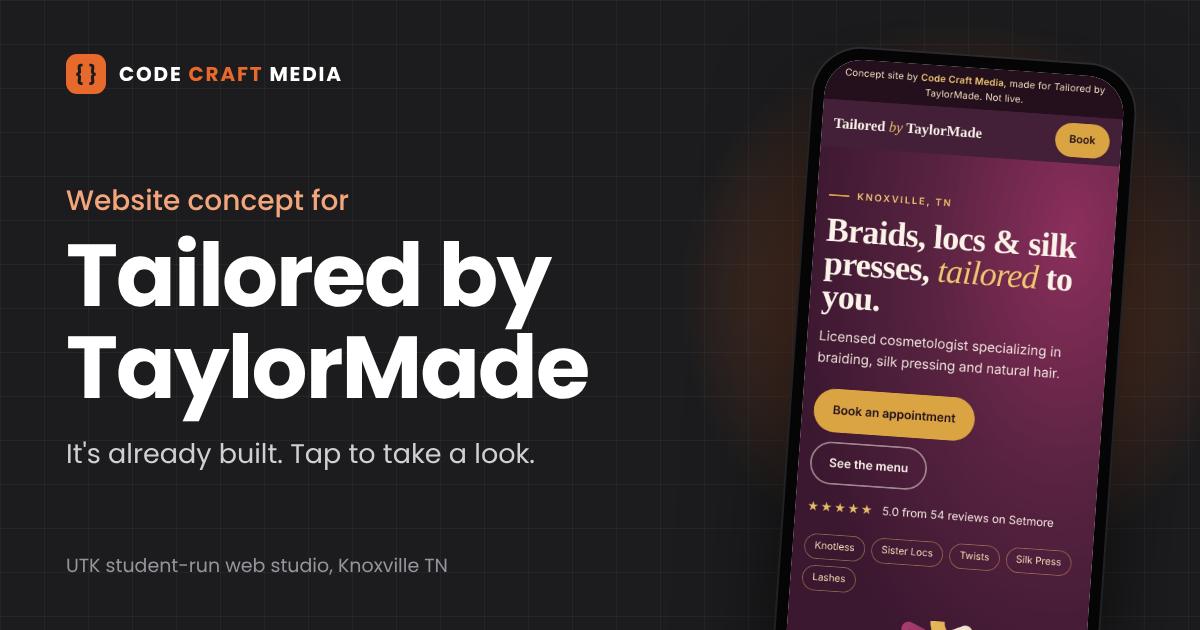 { } CODE CRAFT MEDIA
Website concept for
Tailored by
TaylorMade
It's already built. Tap to take a look.
UTK student-run web studio, Knoxville TN
Concept site by Code Craft Media, made for Tailored by
TaylorMade. Not live.
Tailored by TaylorMade
Book
KNOXVILLE, TN
Braids, locs & silk
presses, tailored to
you.
Licensed cosmetologist specializing in
braiding, silk pressing and natural hair.
Book an appointment
See the menu
★★★★★ 5.0 from 54 reviews on Setmore
Knotless Sister Locs Twists Silk Press
Lashes